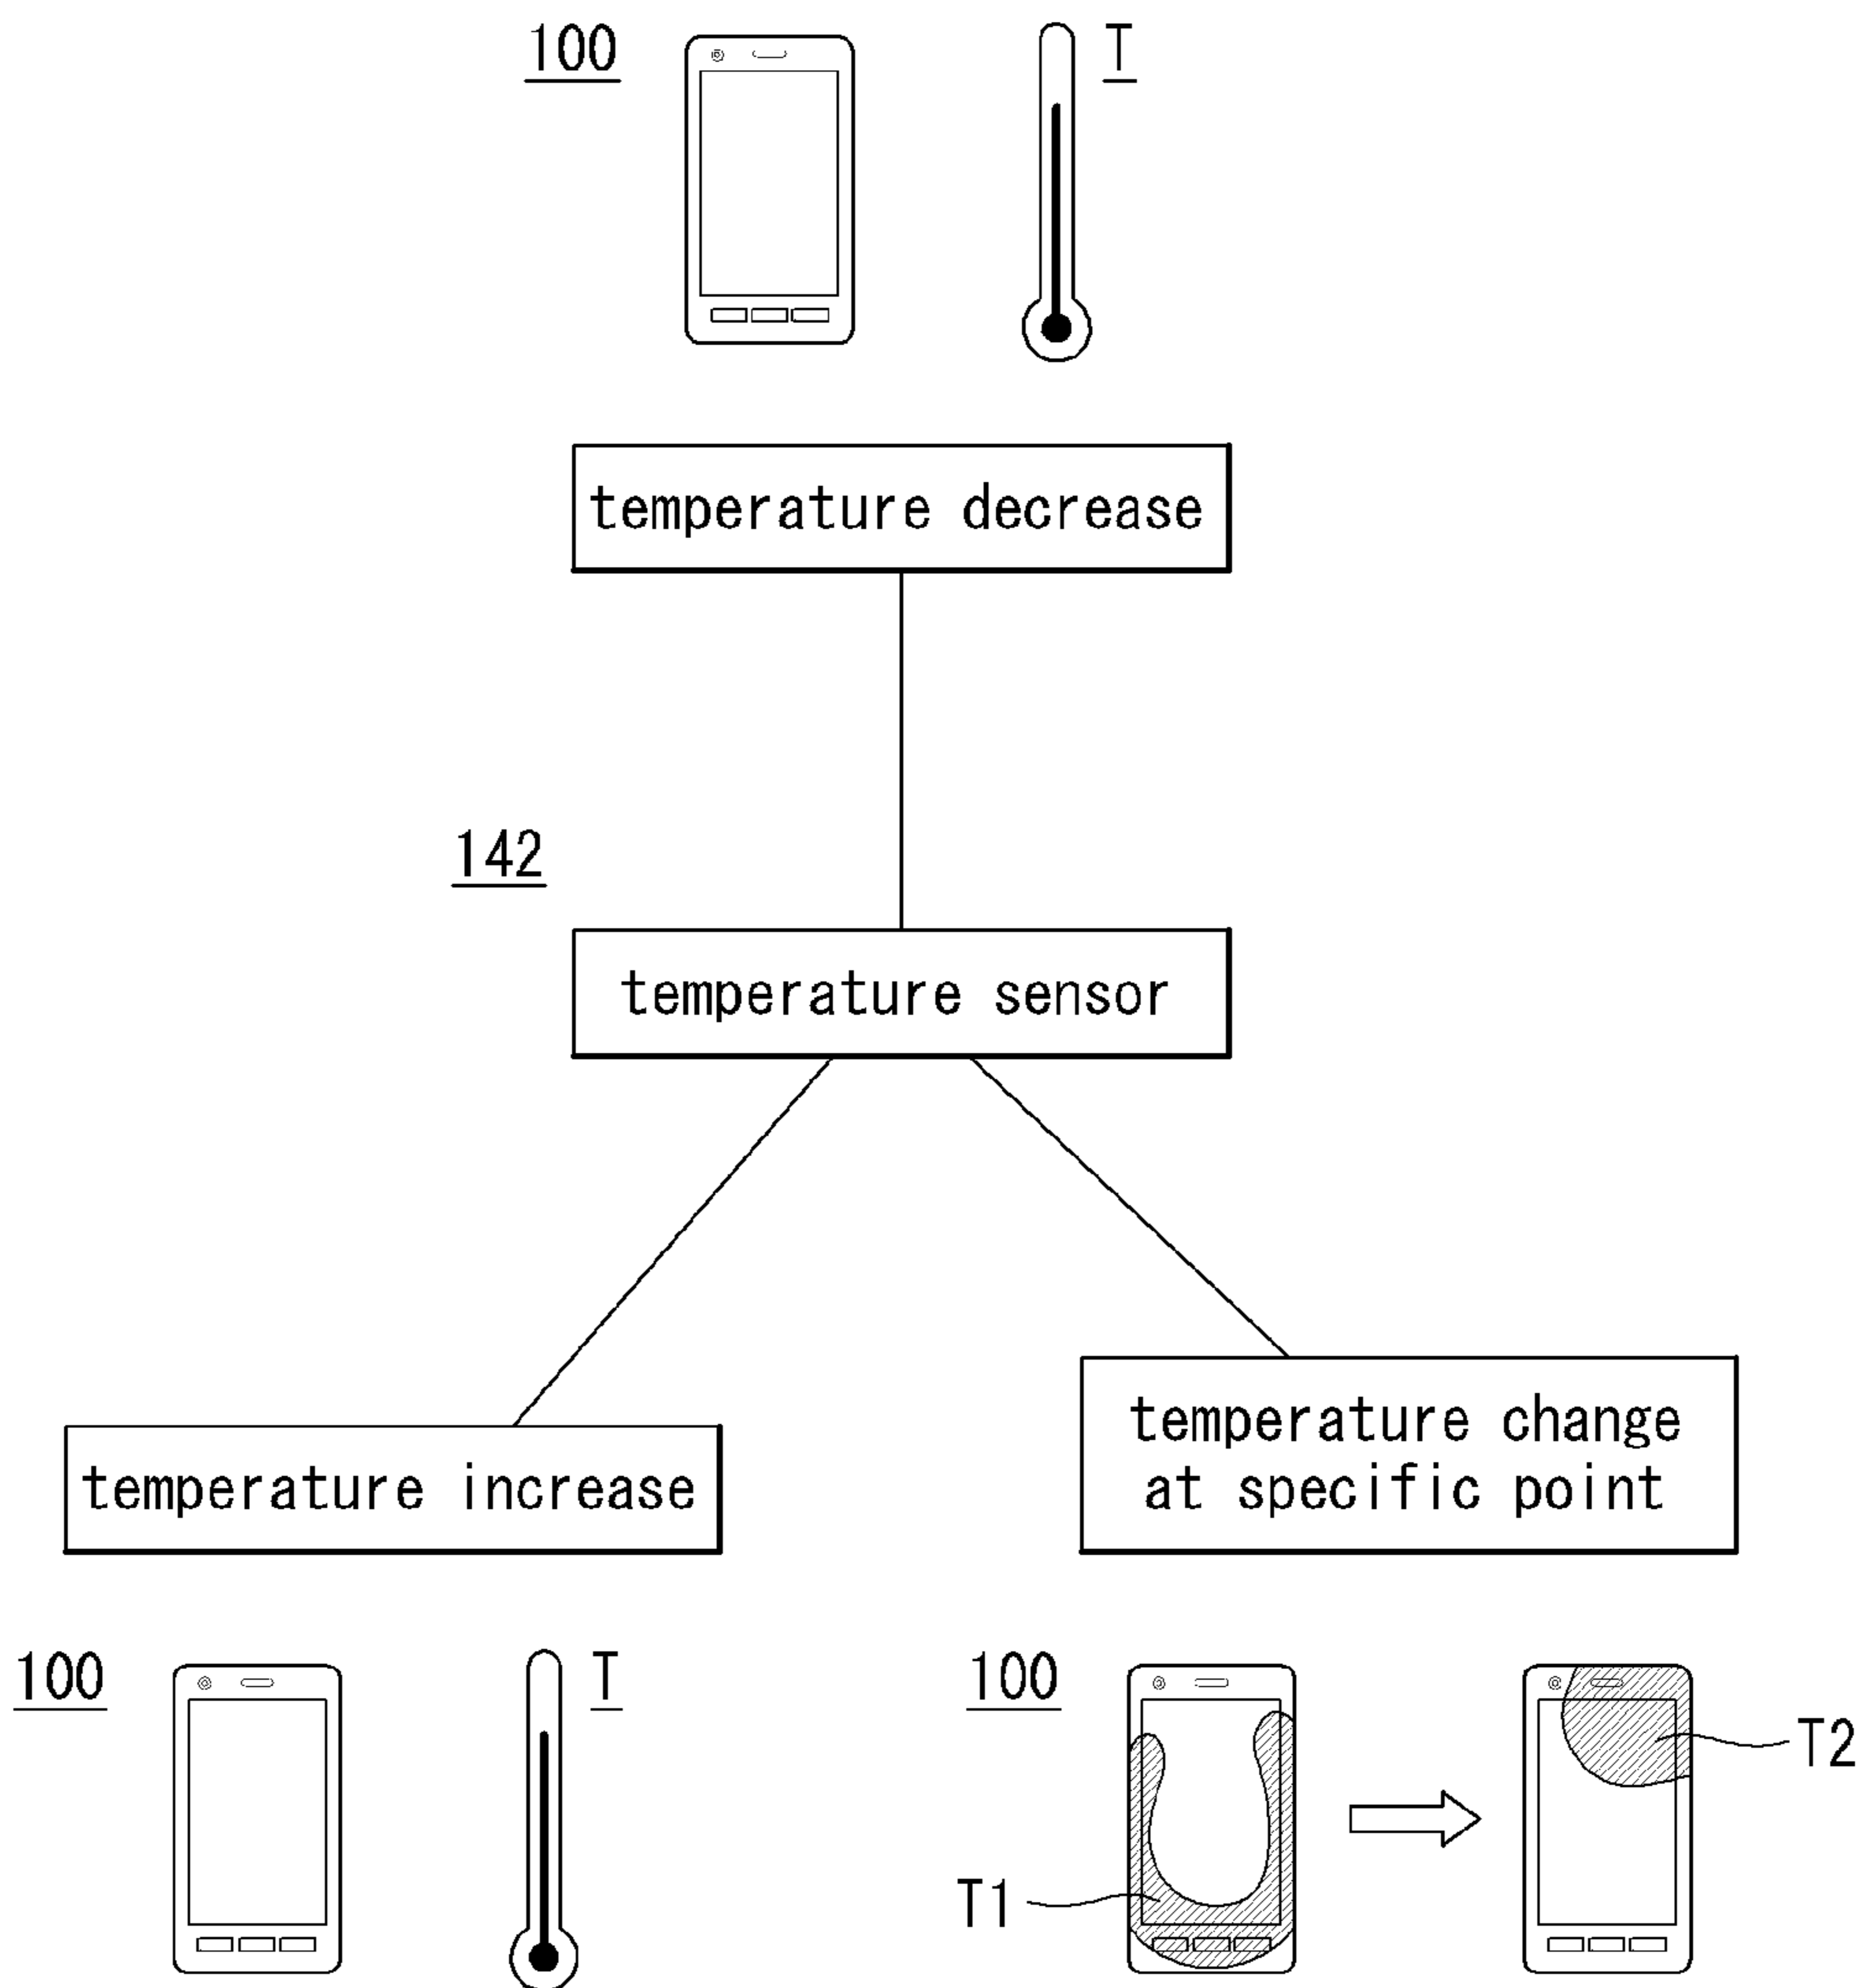 100
T
temperature decrease
142
temperature sensor
temperature increase
temperature change
at specific point
100
T
100
T2
T1